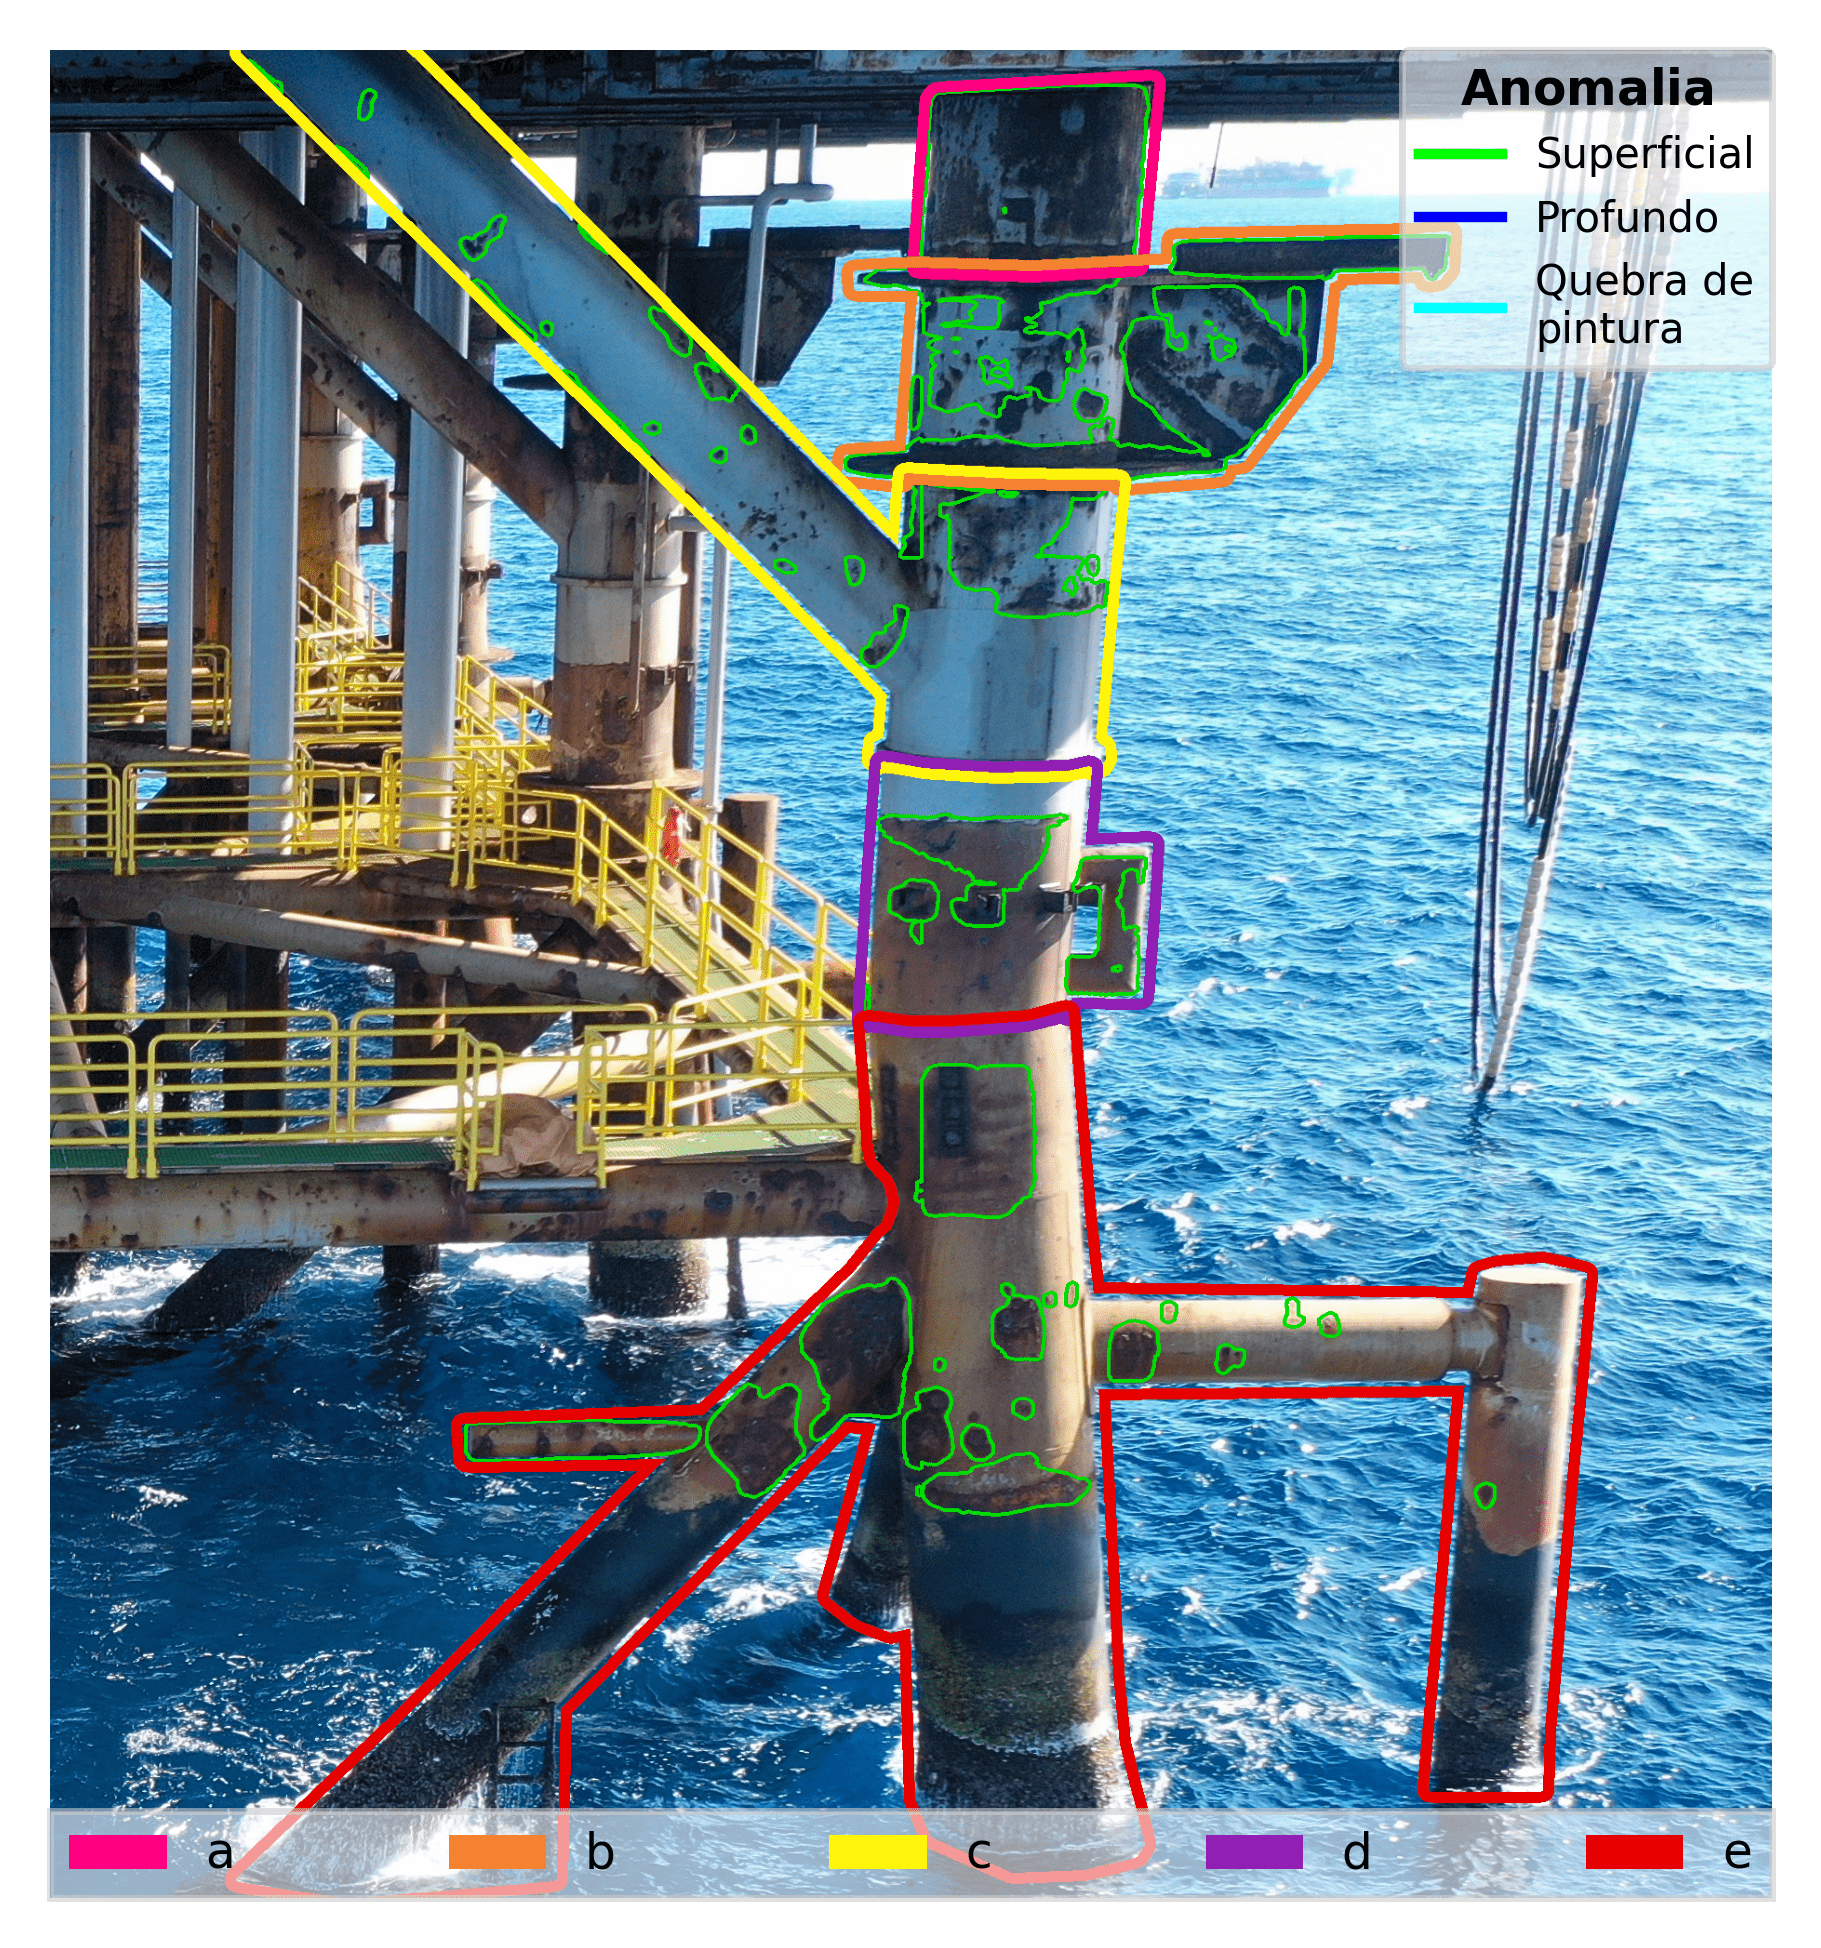 Anomalia
Superficial
Profundo
Quebra de
pintura
a
b
c
d
e